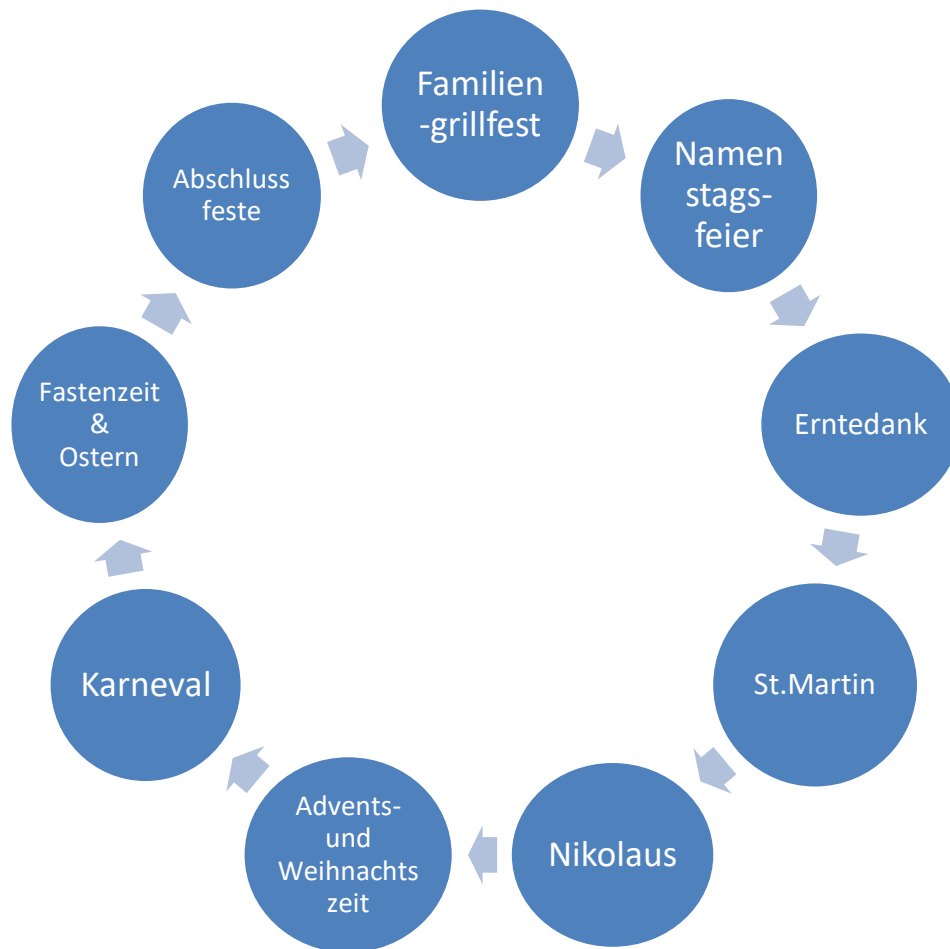 Familien
-grillfest
Namen
stags-
feier
Erntedank
St.Martin
Nikolaus
Advents-
und
Weihnachts
zeit
Karneval
Fastenzeit
&
Ostern
Abschluss
feste